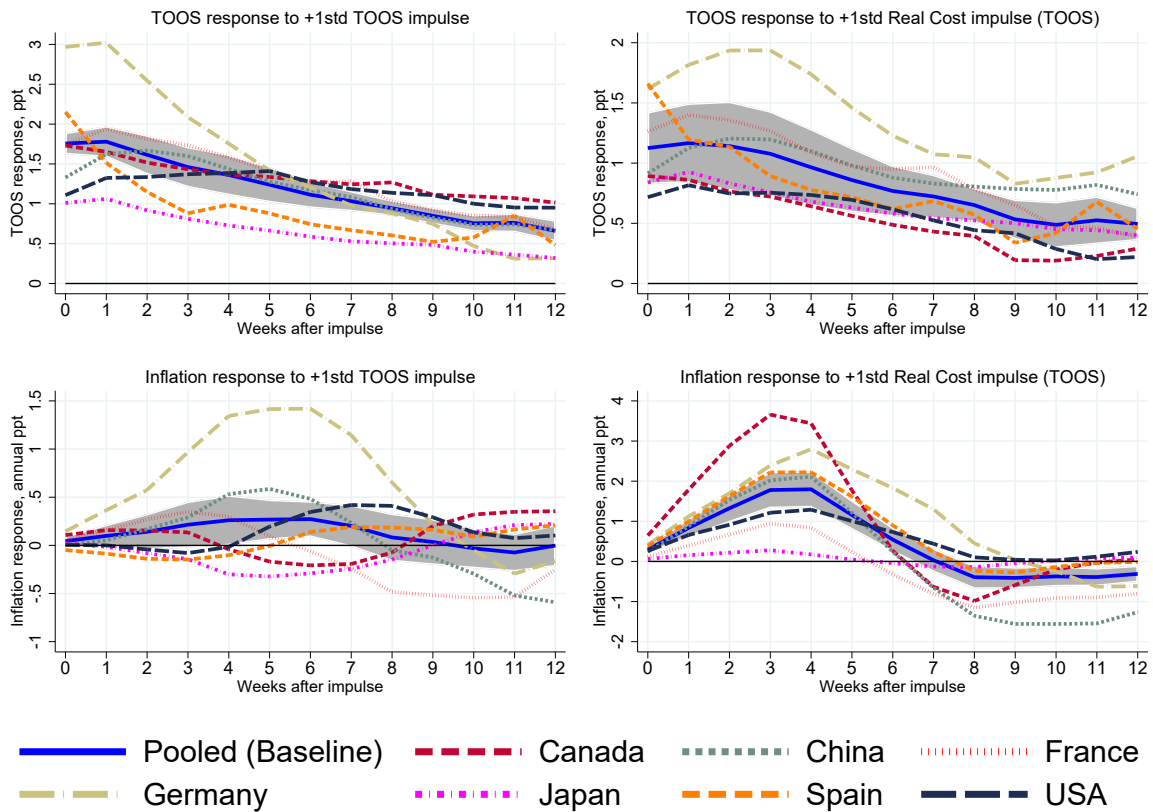 TOOS response to +1std TOOS impulse
TOOS response, ppt
3
2.5
2
1.5
1
.5
0
0 1 2 3 4 5 6 7 8 9 10 11 12
Weeks after impulse
TOOS response to +1std Real Cost impulse (TOOS)
TOOS response, ppt
2
1.5
1
.5
0
0 1 2 3 4 5 6 7 8 9 10 11 12
Weeks after impulse
Inflation response to +1std TOOS impulse
Inflation response, annual ppt
1.5
1
.5
0
-.5
-1
0 1 2 3 4 5 6 7 8 9 10 11 12
Weeks after impulse
Inflation response to +1std Real Cost impulse (TOOS)
Inflation response, annual ppt
4
3
2
1
0
-1
-2
0 1 2 3 4 5 6 7 8 9 10 11 12
Weeks after impulse
Pooled (Baseline) Canada China France
Germany Japan Spain USA